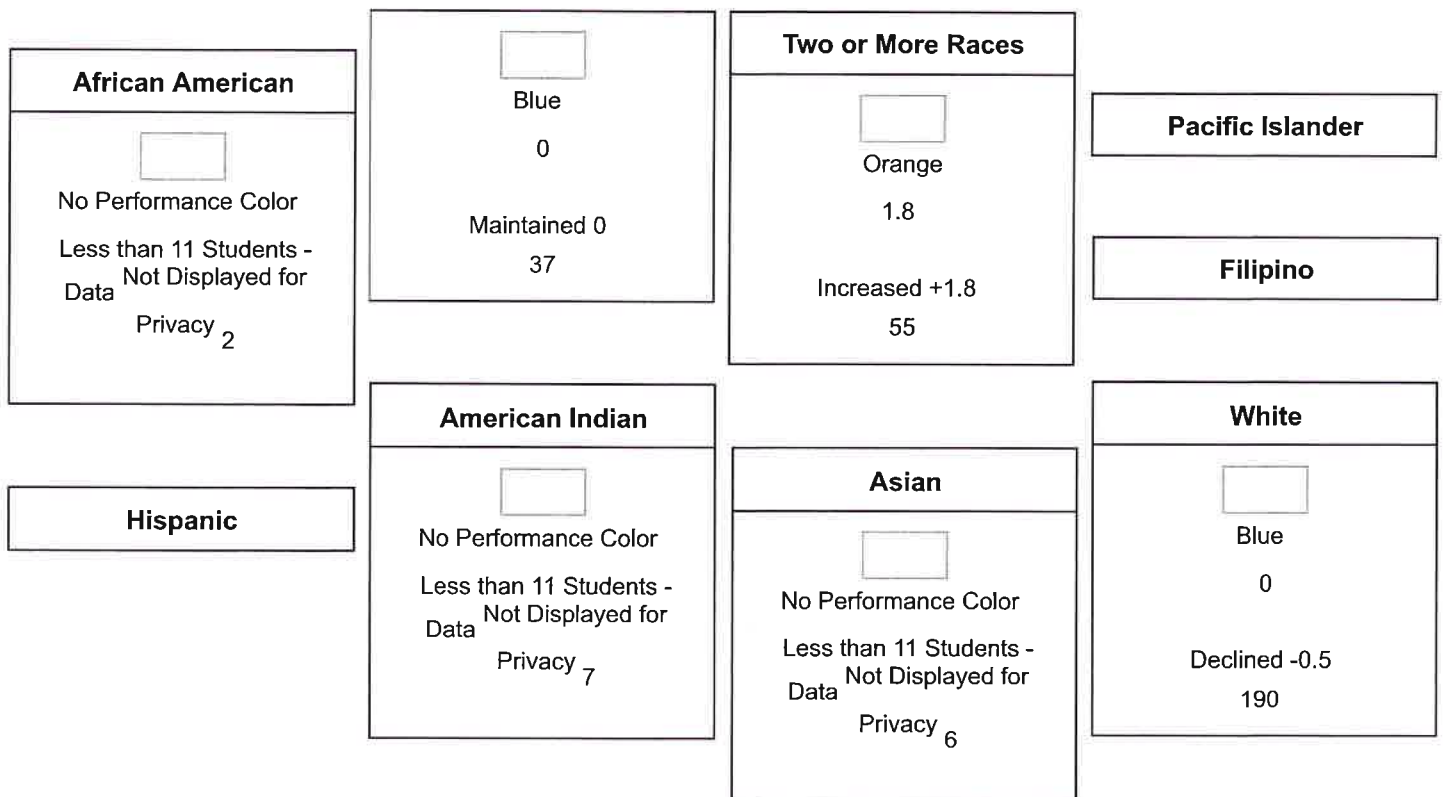 African American
No Performance Color
Less than 11 Students -
Data Not Displayed for
Privacy 2
Hispanic
Blue
0
Maintained 0
37
American Indian
No Performance Color
Less than 11 Students -
Data Not Displayed for
Privacy 7
Two or More Races
Orange
1.8
Increased +1.8
55
Asian
No Performance Color
Less than 11 Students -
Data Not Displayed for
Privacy 6
Pacific Islander
Filipino
White
Blue
0
Declined -0.5
190